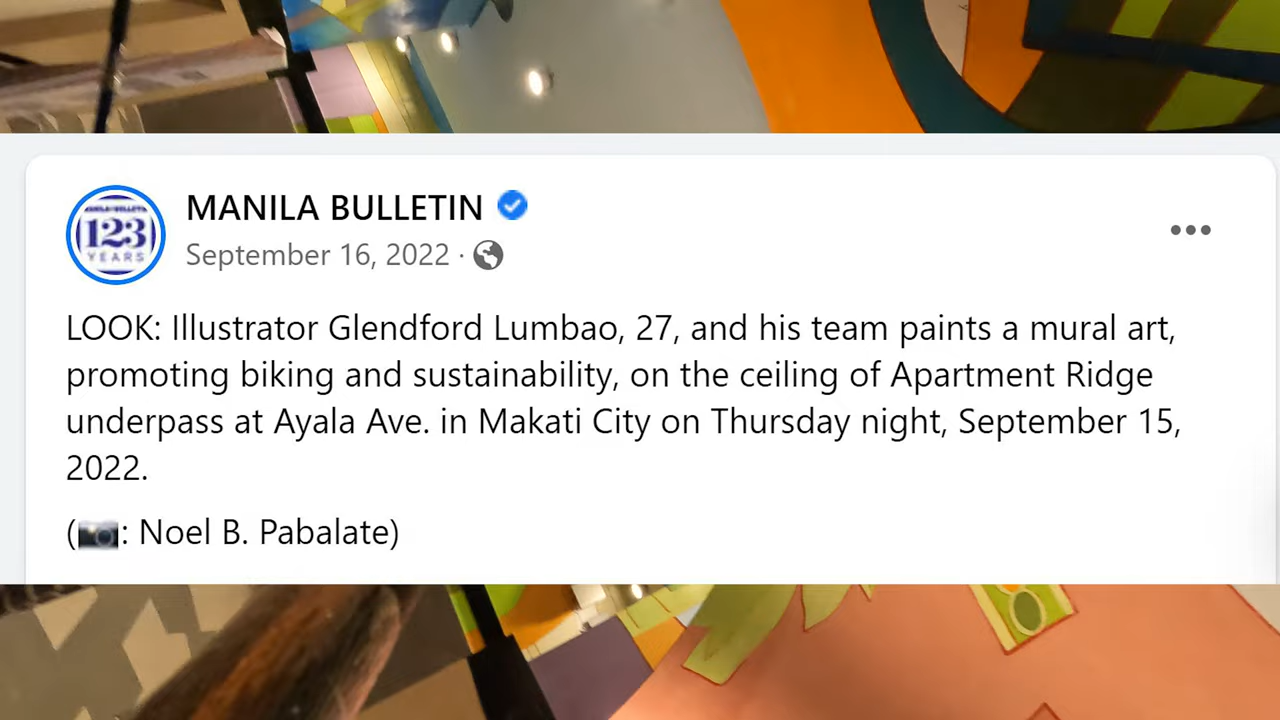 MANILA BULLETIN
123
YEARS
September 16, 2022 ·
LOOK: Illustrator Glendford Lumbao, 27, and his team paints a mural art,
promoting biking and sustainability, on the ceiling of Apartment Ridge
underpass at Ayala Ave. in Makati City on Thursday night, September 15,
2022.
(📷: Noel B. Pabalate)